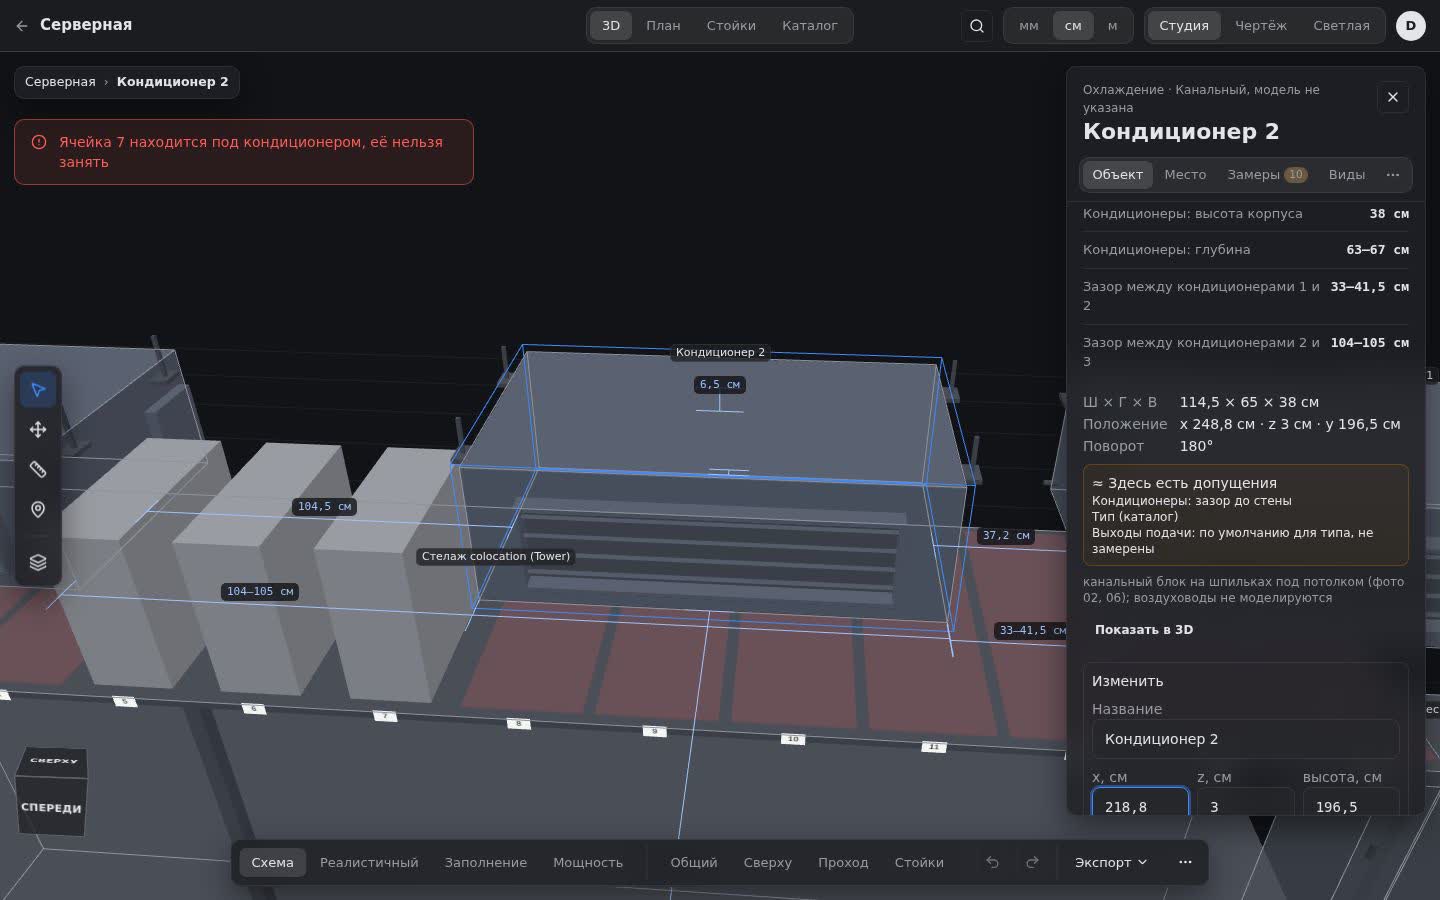 Серверная
3D План Стойки Каталог
мм см м
Студия Чертёж Светлая
D
Серверная › Кондиционер 2
Ячейка 7 находится под кондиционером, её нельзя
занять
Охлаждение · Канальный, модель не
указана
Кондиционер 2
Объект Место Замеры 10 Виды ···
Кондиционеры: высота корпуса 38 см
Кондиционеры: глубина 63–67 см
Зазор между кондиционерами 1 и 33–41,5 см
2
Зазор между кондиционерами 2 и 104–105 см
3
Ш × Г × В 114,5 × 65 × 38 см
Положение x 248,8 см · z 3 см · y 196,5 см
Поворот 180°
≈ Здесь есть допущения
Кондиционеры: зазор до стены
Тип (каталог)
Выходы подачи: по умолчанию для типа, не
замерены
канальный блок на шпильках под потолком (фото
02, 06); воздуховоды не моделируются
Показать в 3D
Изменить
Название
Кондиционер 2
x, см z, см высота, см
218,8 3 196,5
Кондиционер 2
6,5 см
104,5 см
37,2 см
Стелаж colocation (Tower)
104–105 см
33–41,5 см
1
ес
5
6
7
8
9
10
11
СВЕРХУ
СПЕРЕДИ
Схема Реалистичный Заполнение Мощность Общий Сверху Проход Стойки Экспорт ···